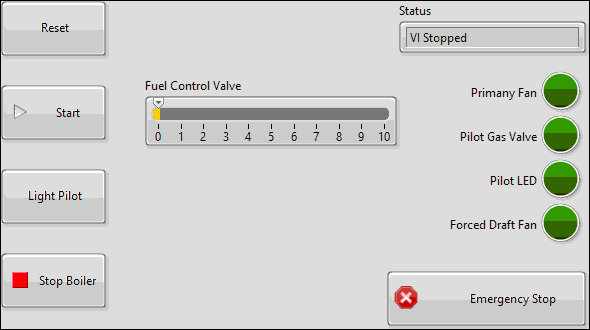 Reset
Status
VI Stopped
Fuel Control Valve
Primany Fan
Start
0 1 2 3 4 5 6 7 8 9 10
Pilot Gas Valve
Pilot LED
Light Pilot
Forced Draft Fan
Stop Boiler
Emergency Stop